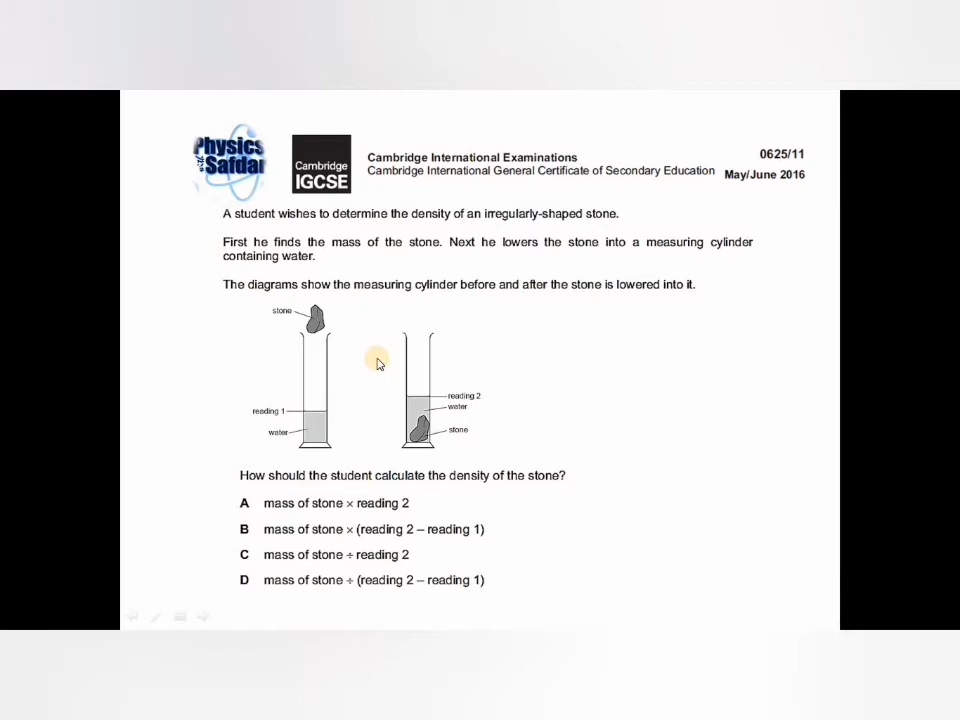 Physics
with
Safdar
Cambridge
IGCSE
Cambridge International Examinations
Cambridge International General Certificate of Secondary Education
0625/11
May/June 2016
A student wishes to determine the density of an irregularly-shaped stone.
First he finds the mass of the stone. Next he lowers the stone into a measuring cylinder
containing water.
The diagrams show the measuring cylinder before and after the stone is lowered into it.
stone
reading 1
water
reading 2
water
stone
How should the student calculate the density of the stone?
A mass of stone × reading 2
B mass of stone × (reading 2 – reading 1)
C mass of stone ÷ reading 2
D mass of stone ÷ (reading 2 – reading 1)